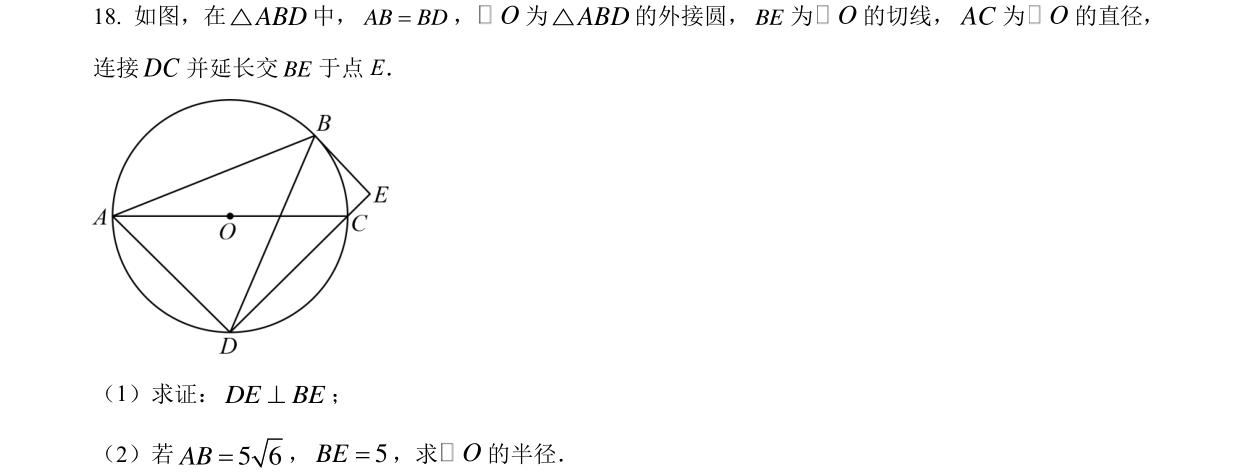 18. 如图，在△ABD中，AB=BD，□ O为△ABD的外接圆，BE为□ O的切线，AC为□ O的直径，
连接DC并延长交BE于点E．
B
E
A
O
C
D
（1）求证：DE⊥BE；
（2）若AB=5√6，BE=5，求□ O的半径．